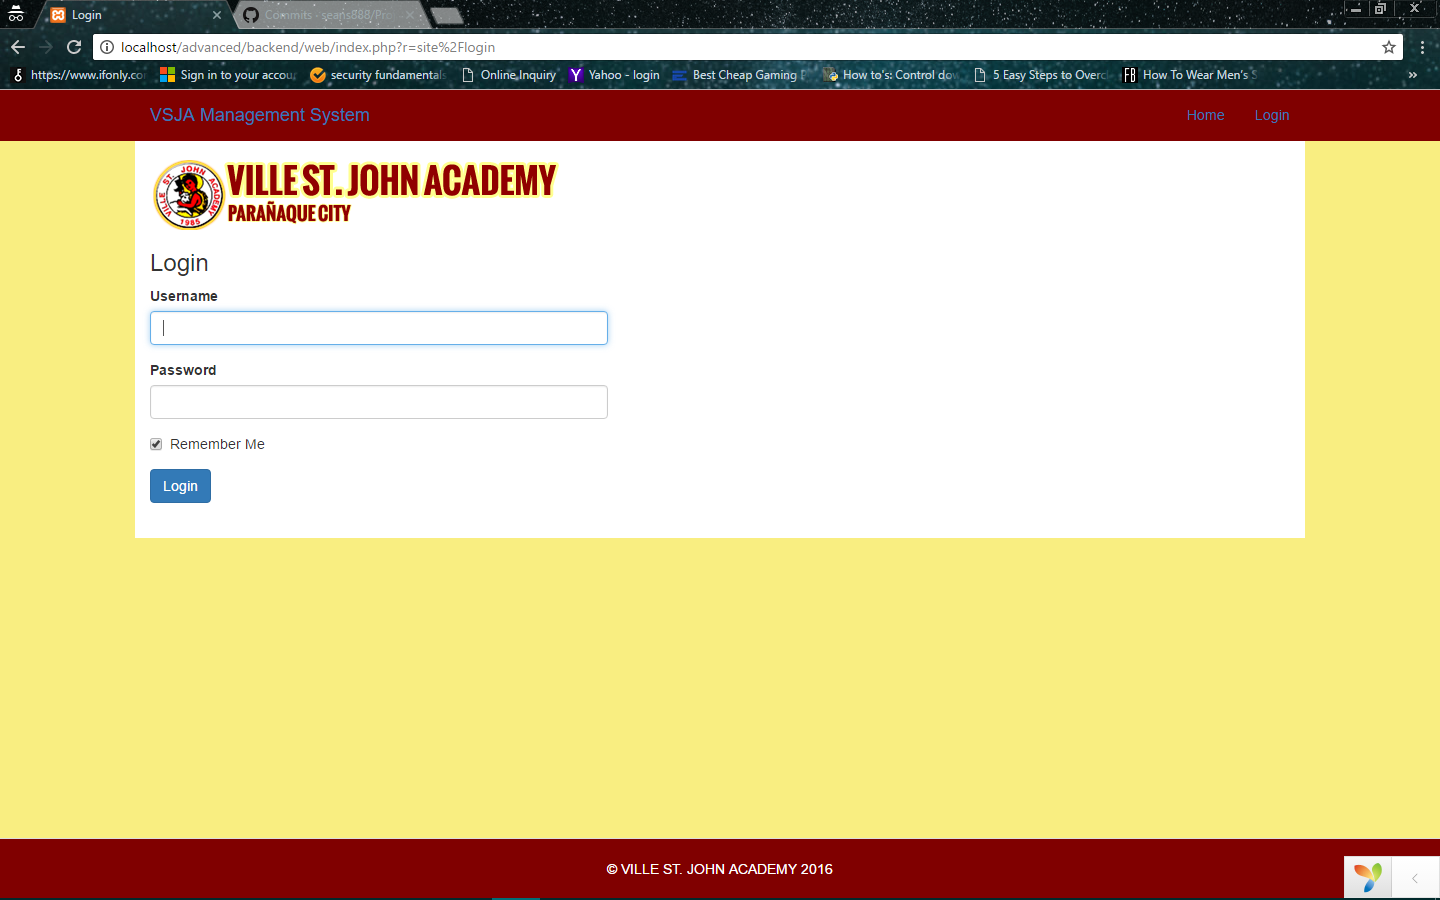 Login
Commits · seans888/Pro
localhost/advanced/backend/web/index.php?r=site%2Flogin
https://www.ifonly.co
Sign in to your accou
security fundamentals
Online Inquiry
Yahoo - login
Best Cheap Gaming
How to's: Control do
5 Easy Steps to Overc
How To Wear Men's S
»
VSJA Management System
Home
Login
VILLE ST. JOHN ACADEMY
1985
VILLE ST. JOHN ACADEMY
PARAÑAQUE CITY
Login
Username
Password
Remember Me
Login
© VILLE ST. JOHN ACADEMY 2016